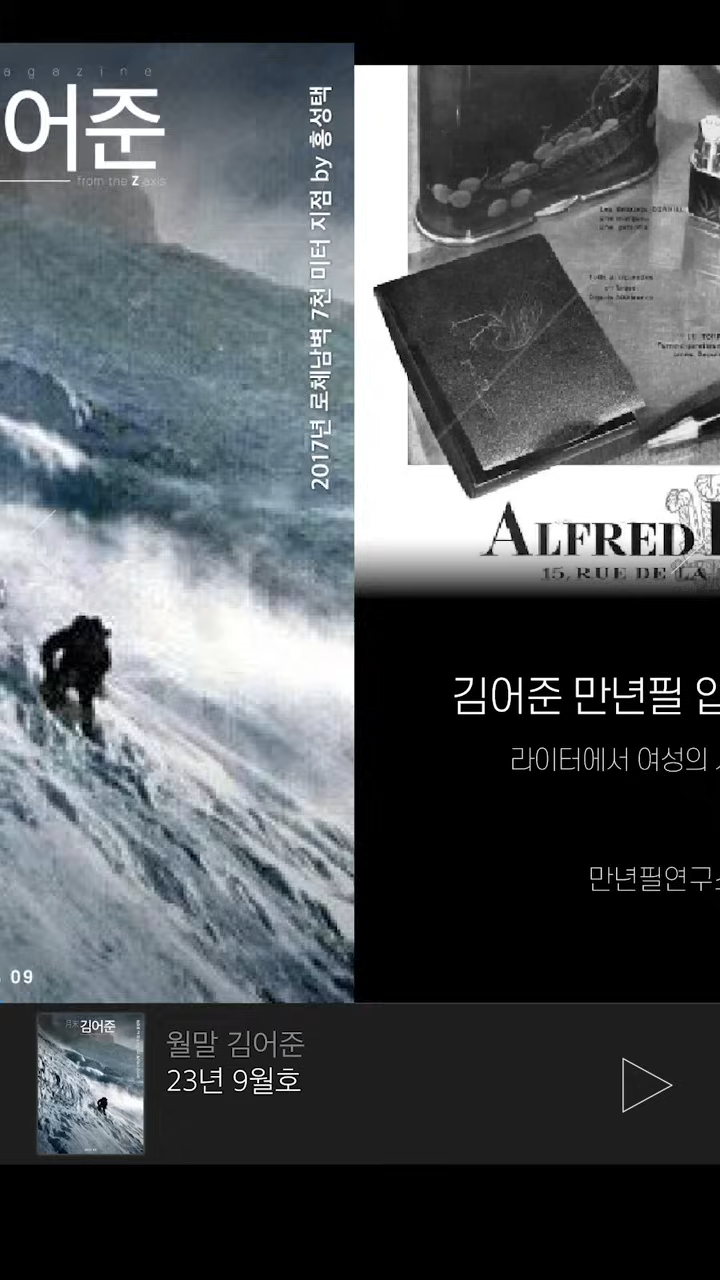 agazine
어준
from the Z axis
2017년 로체남벽 7천 미터 지점 by 홍성택
09
ALFRED
15, RUE DE LA
김어준 만년필 입
라이터에서 여성의
만년필연구소
김어준
월말 김어준
23년 9월호